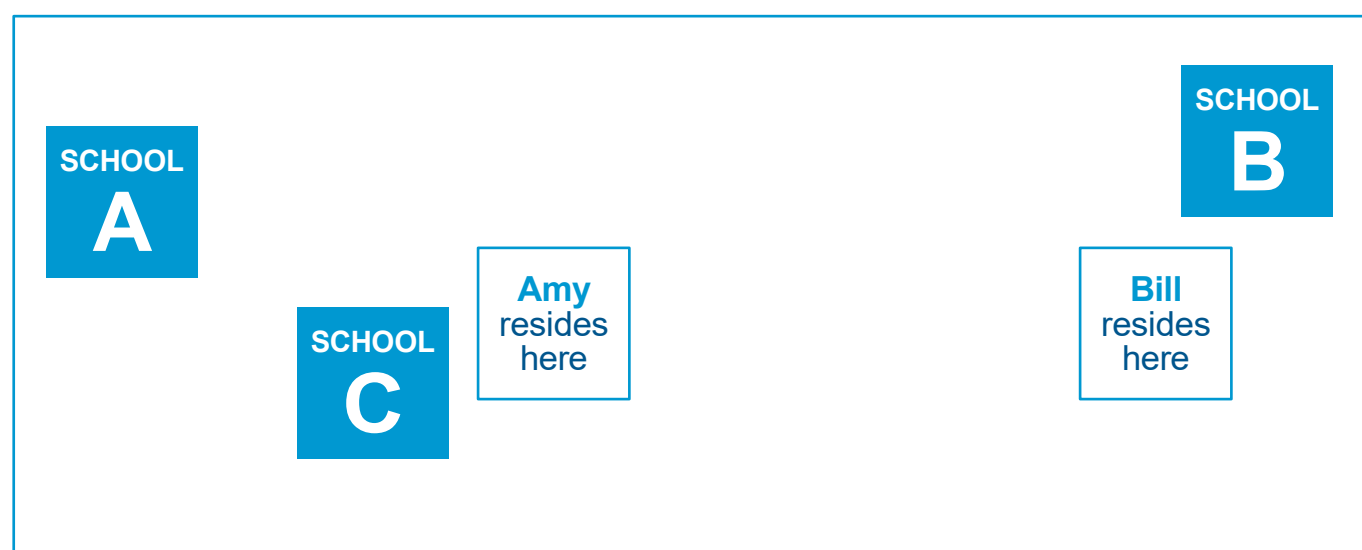 SCHOOL
A
SCHOOL
B
SCHOOL
C
Amy
resides
here
Bill
resides
here